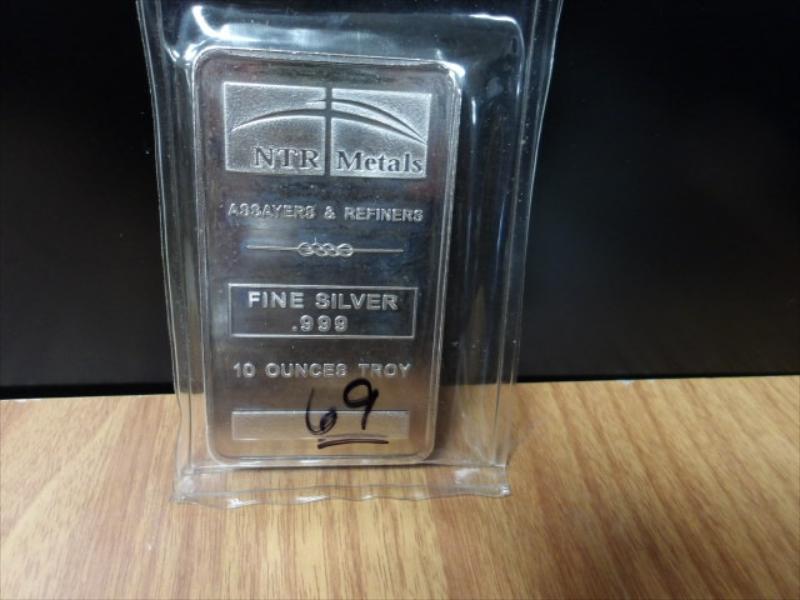 NTR Metals
ASSAYERS & REFINERS
FINE SILVER
.999
10 OUNCES TROY
69